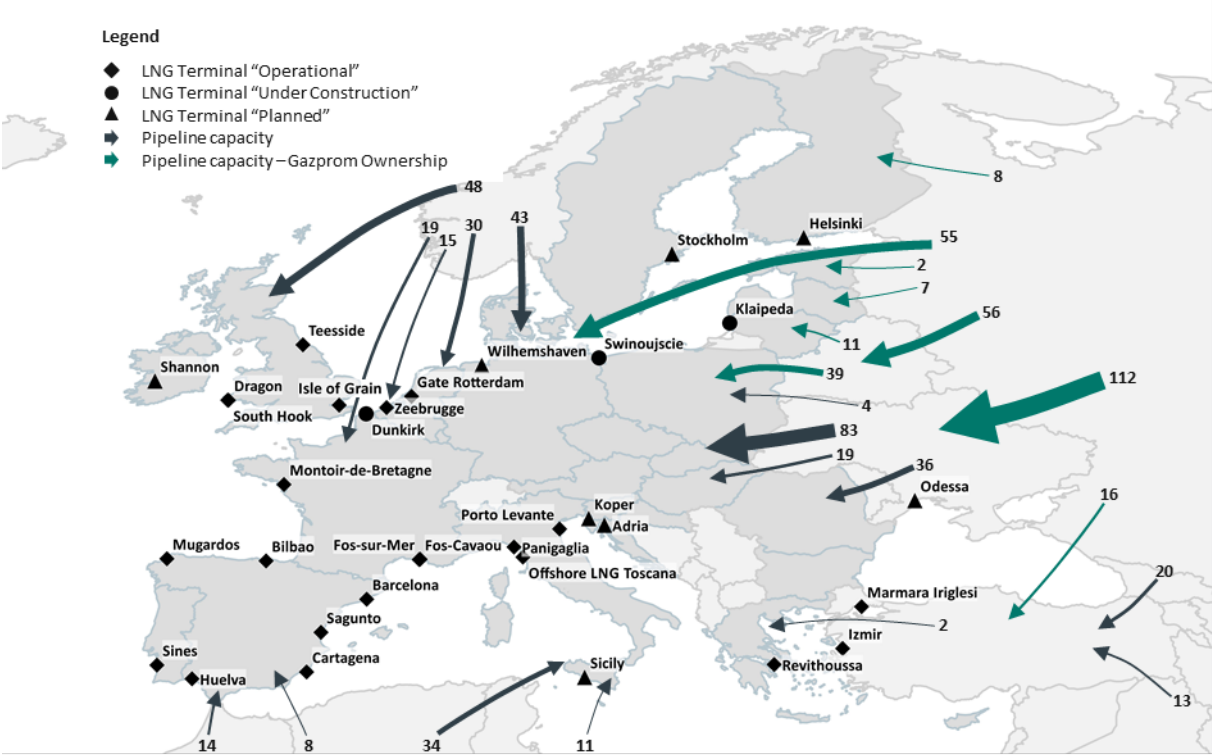 Legend
LNG Terminal “Operational”
LNG Terminal “Under Construction”
LNG Terminal “Planned”
Pipeline capacity
Pipeline capacity – Gazprom Ownership
8
48
19
30
43
15
Helsinki
Stockholm
55
2
7
Klaipeda
56
Teesside
11
Swinoujscie
Wilhemshaven
Shannon
39
112
Dragon
Isle of Grain
Gate Rotterdam
4
South Hook
Zeebrugge
Dunkirk
83
19
Montoir-de-Bretagne
36
Odessa
16
Koper
Porto Levante
Adria
Mugardos
Bilbao
Fos-sur-Mer
Fos-Cavaou
Panigaglia
Offshore LNG Toscana
20
Barcelona
Marmara Iriglesi
Sagunto
2
Izmir
Sines
Cartagena
Sicily
Revithoussa
Huelva
13
14
8
34
11